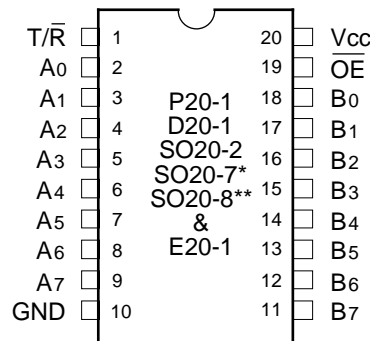 T/R̅ 1 20 Vcc
A0 2 19 O̅E̅
A1 3 18 B0
P20-1
A2 4 D20-1 17 B1
A3 5 SO20-2 16 B2
A4 6 SO20-7* 15 B3
SO20-8**
A5 7 & 14 B4
A6 8 E20-1 13 B5
A7 9 12 B6
GND 10 11 B7